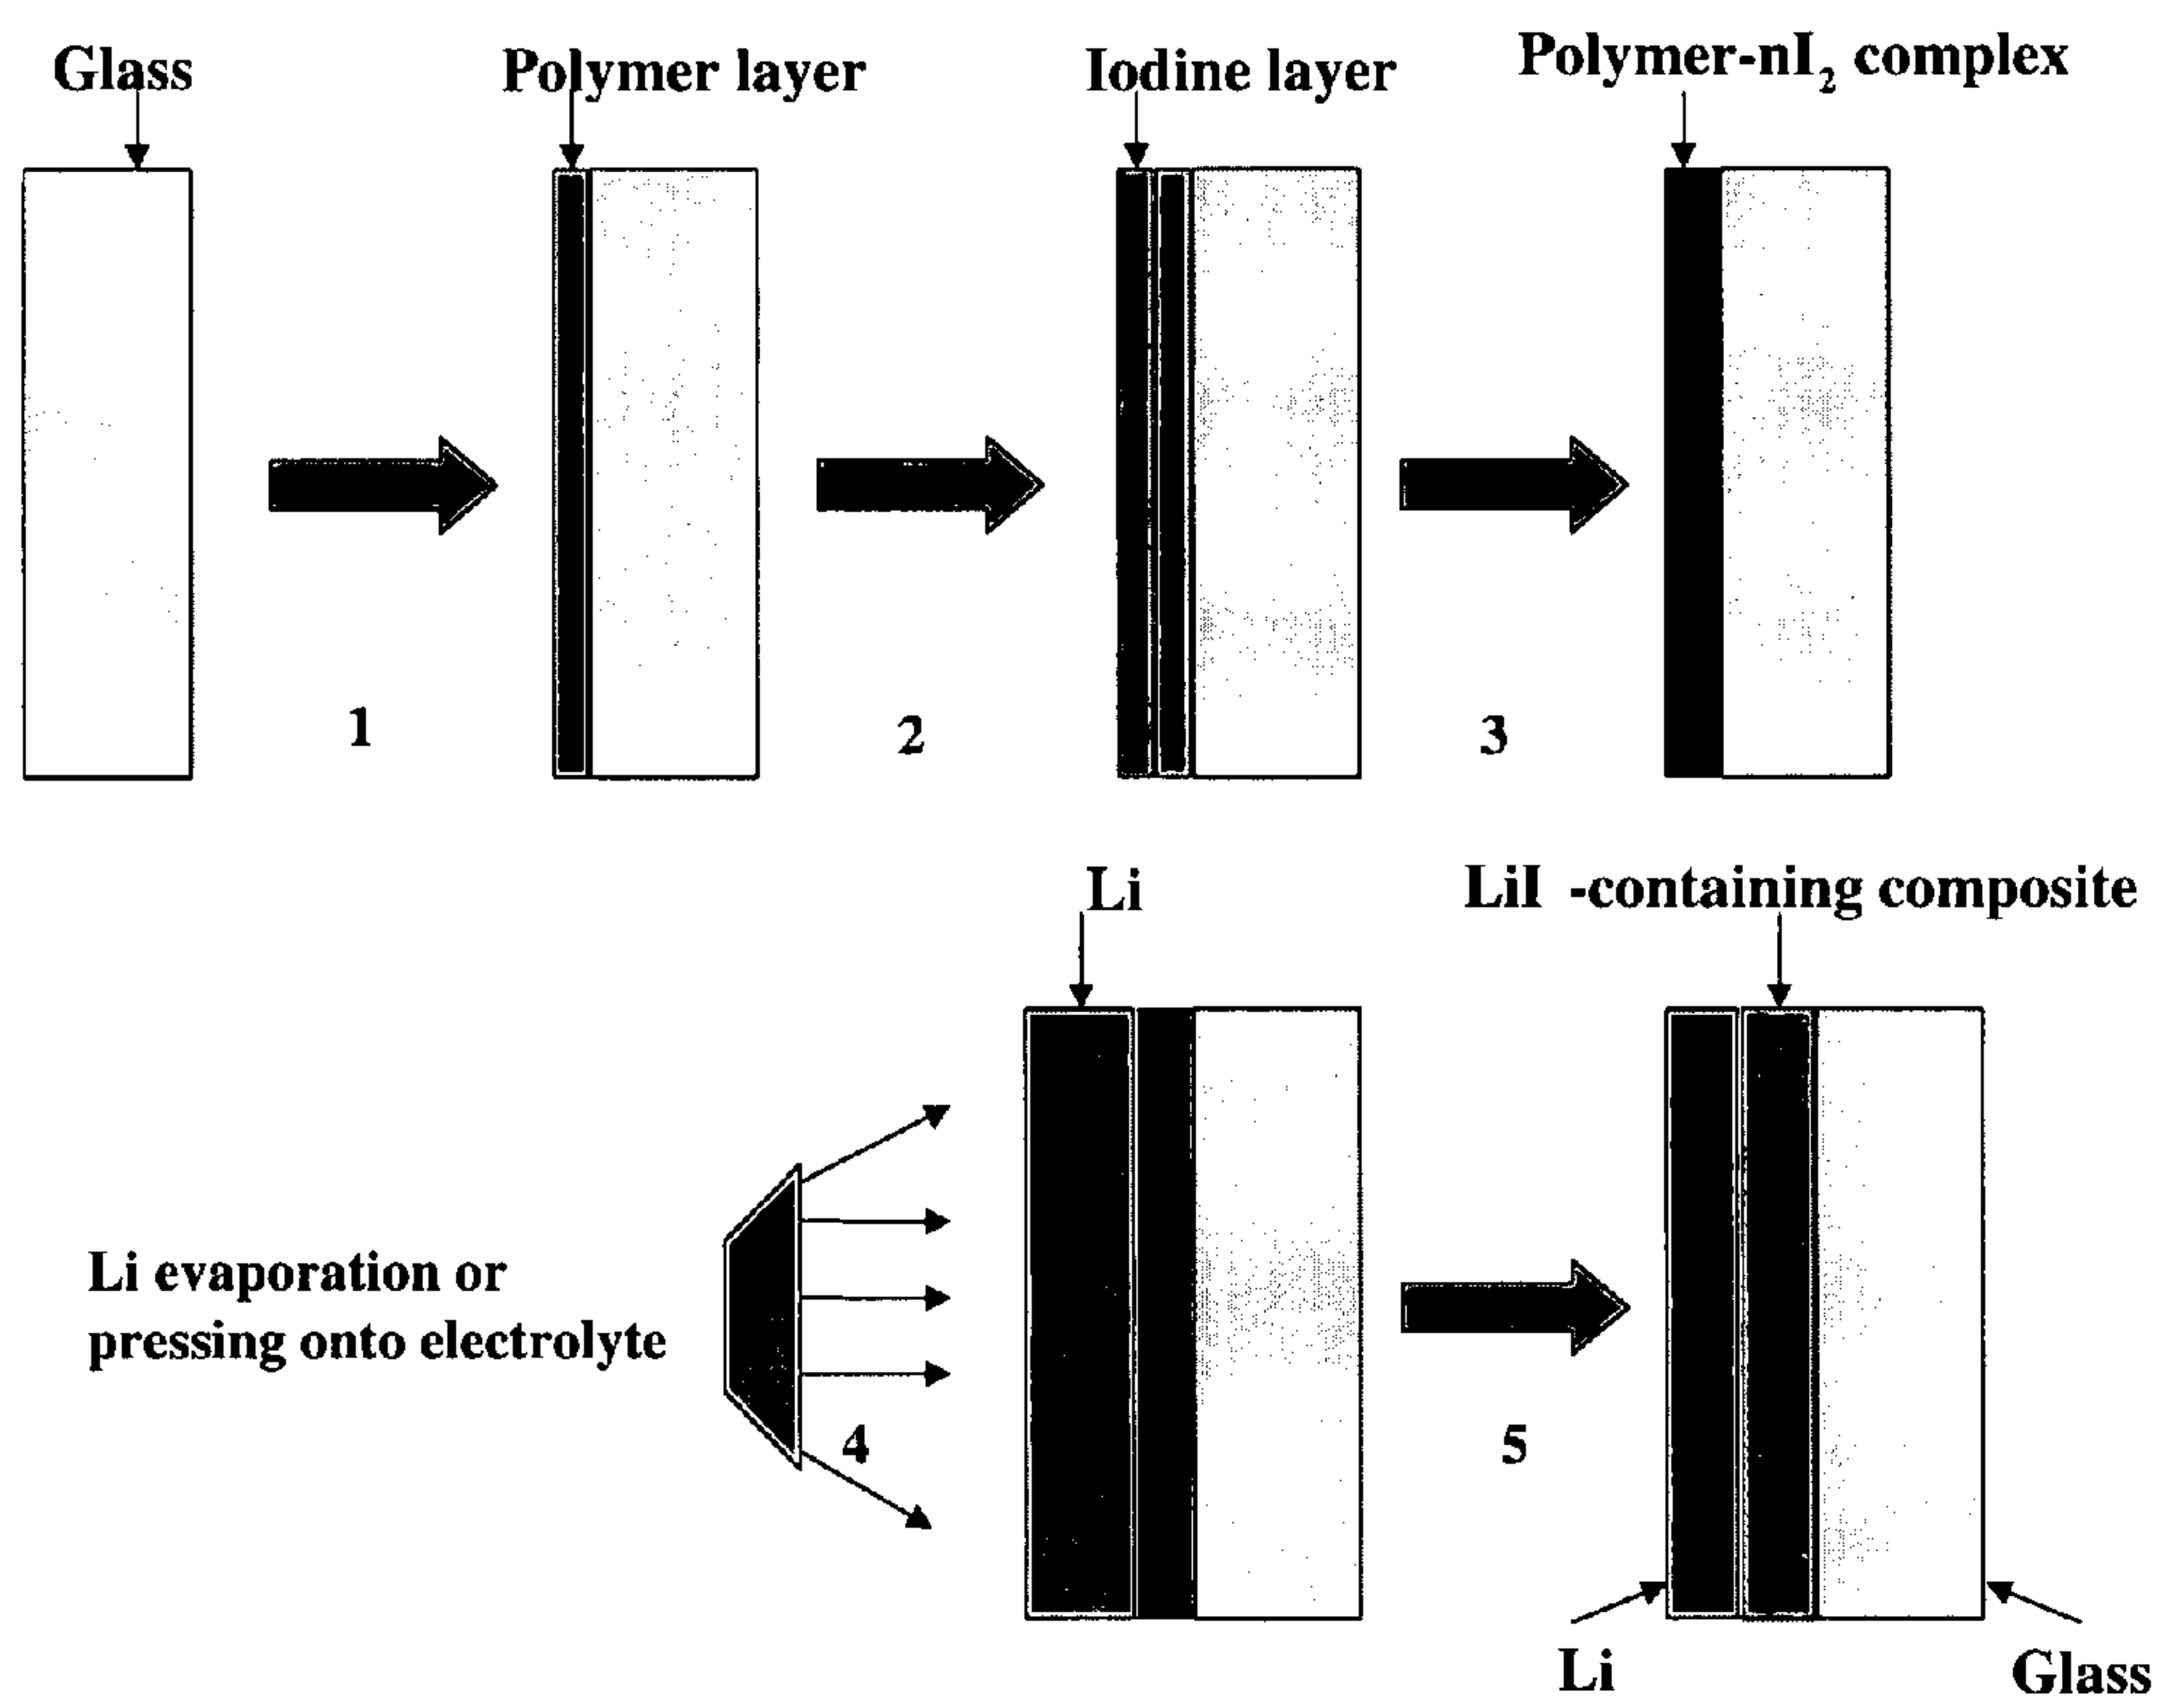 Glass
Polymer layer
Iodine layer
Polymer-nI₂ complex
1
2
3
Li
LiI -containing composite
Li evaporation or
pressing onto electrolyte
4
5
Li
Glass